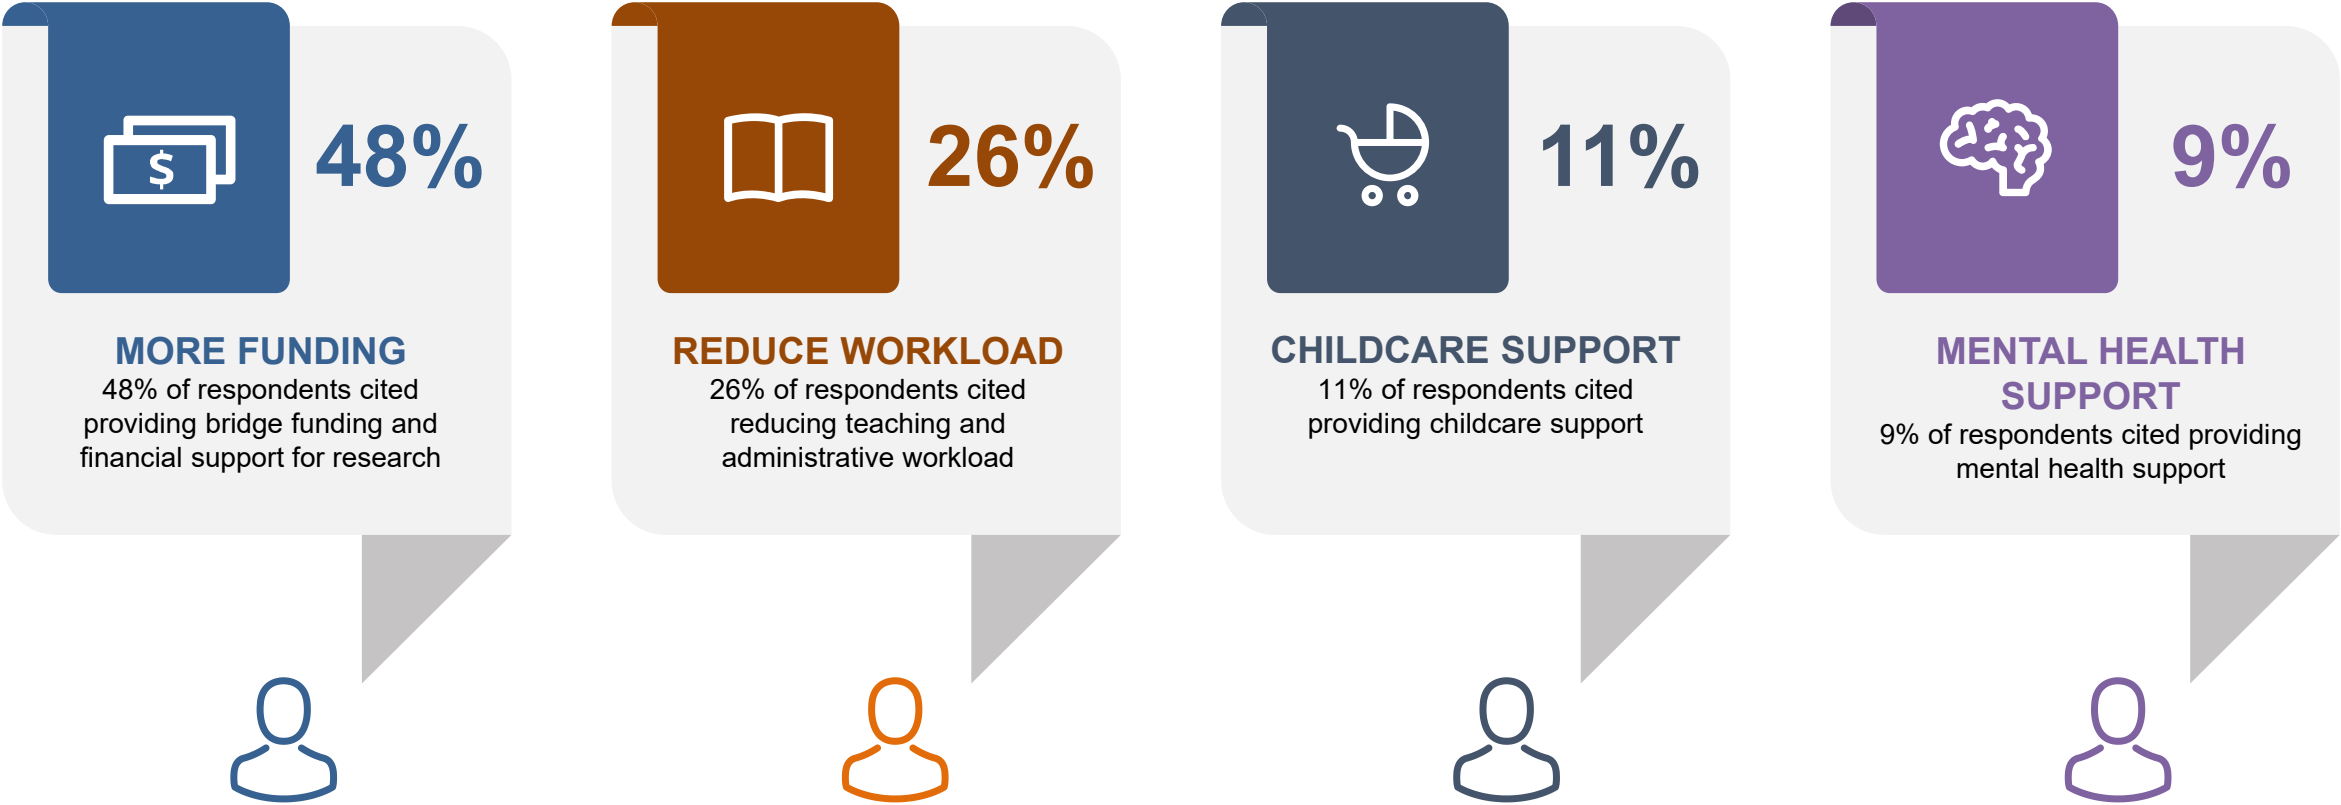 $
48%
MORE FUNDING
48% of respondents cited
providing bridge funding and
financial support for research
26%
REDUCE WORKLOAD
26% of respondents cited
reducing teaching and
administrative workload
11%
CHILDCARE SUPPORT
11% of respondents cited
providing childcare support
9%
MENTAL HEALTH
SUPPORT
9% of respondents cited providing
mental health support